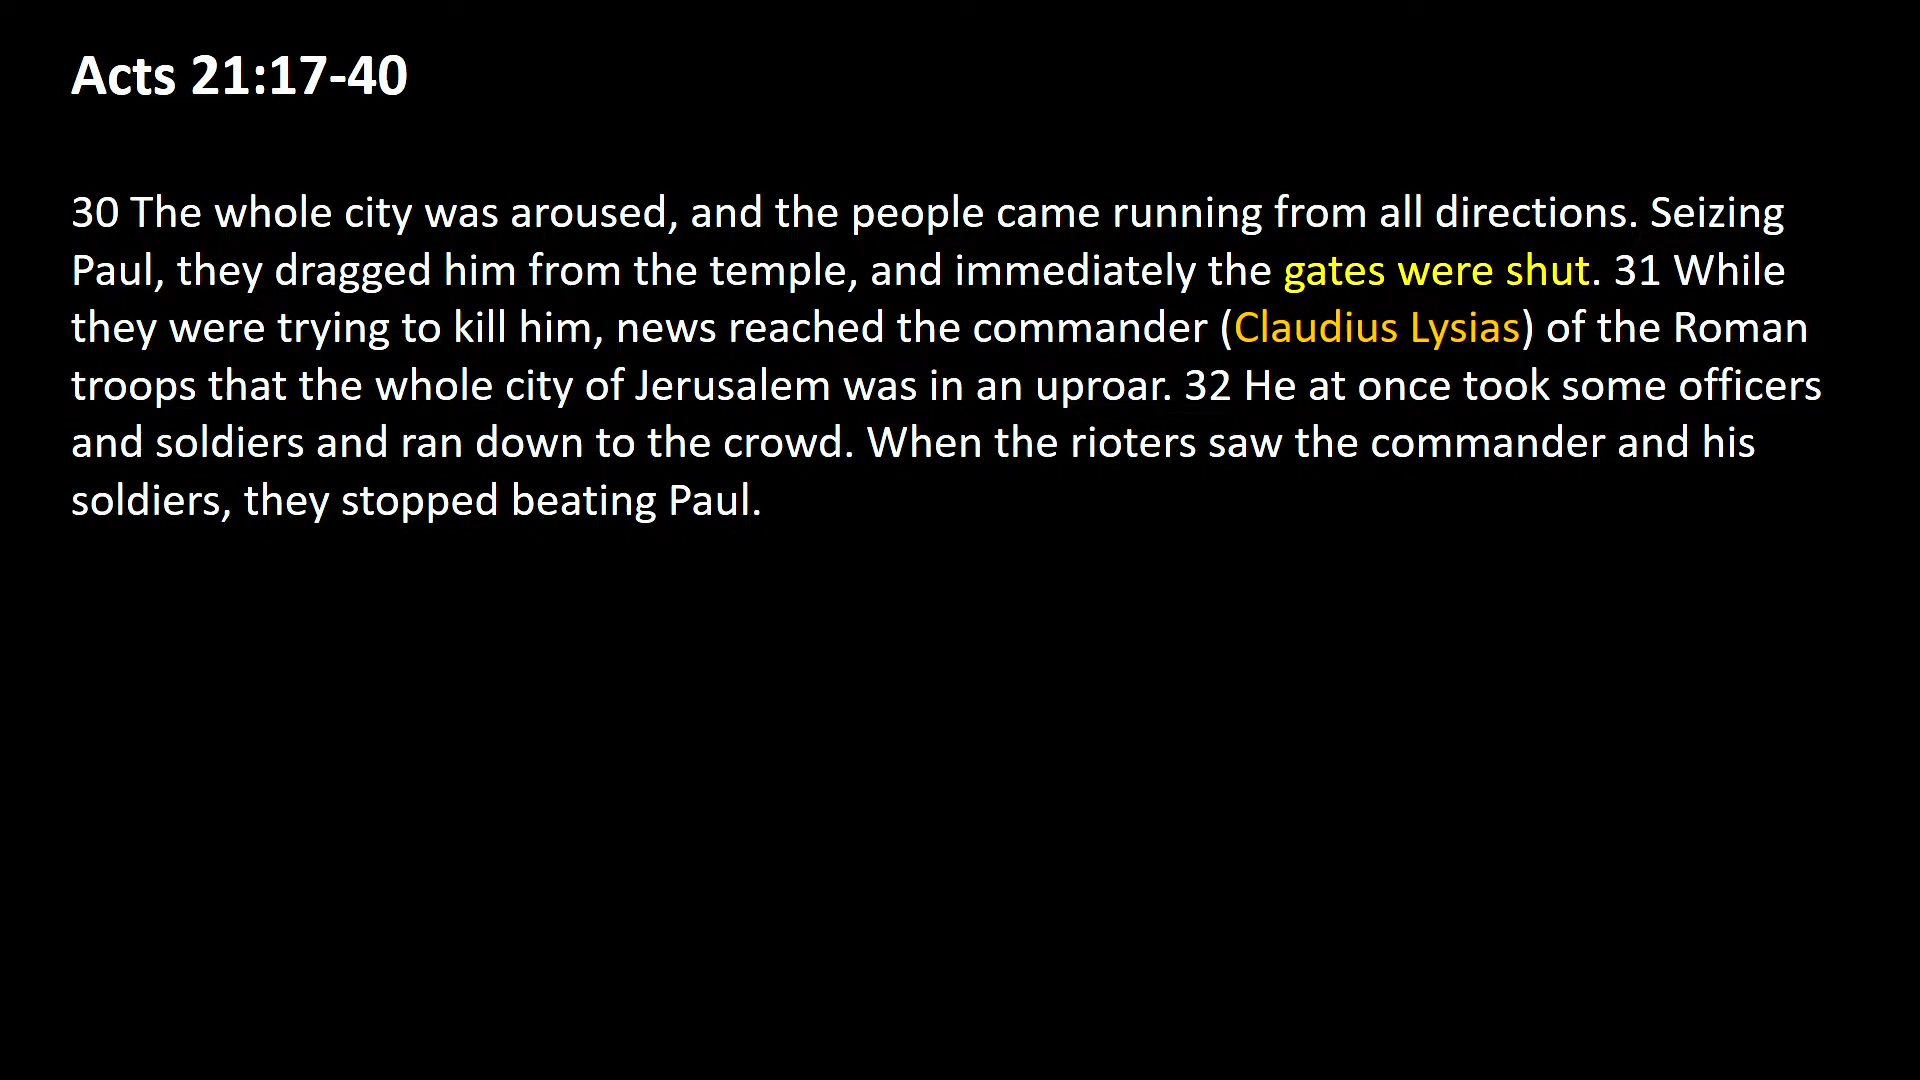 Acts 21:17-40
30 The whole city was aroused, and the people came running from all directions. Seizing
Paul, they dragged him from the temple, and immediately the gates were shut. 31 While
they were trying to kill him, news reached the commander (Claudius Lysias) of the Roman
troops that the whole city of Jerusalem was in an uproar. 32 He at once took some officers
and soldiers and ran down to the crowd. When the rioters saw the commander and his
soldiers, they stopped beating Paul.